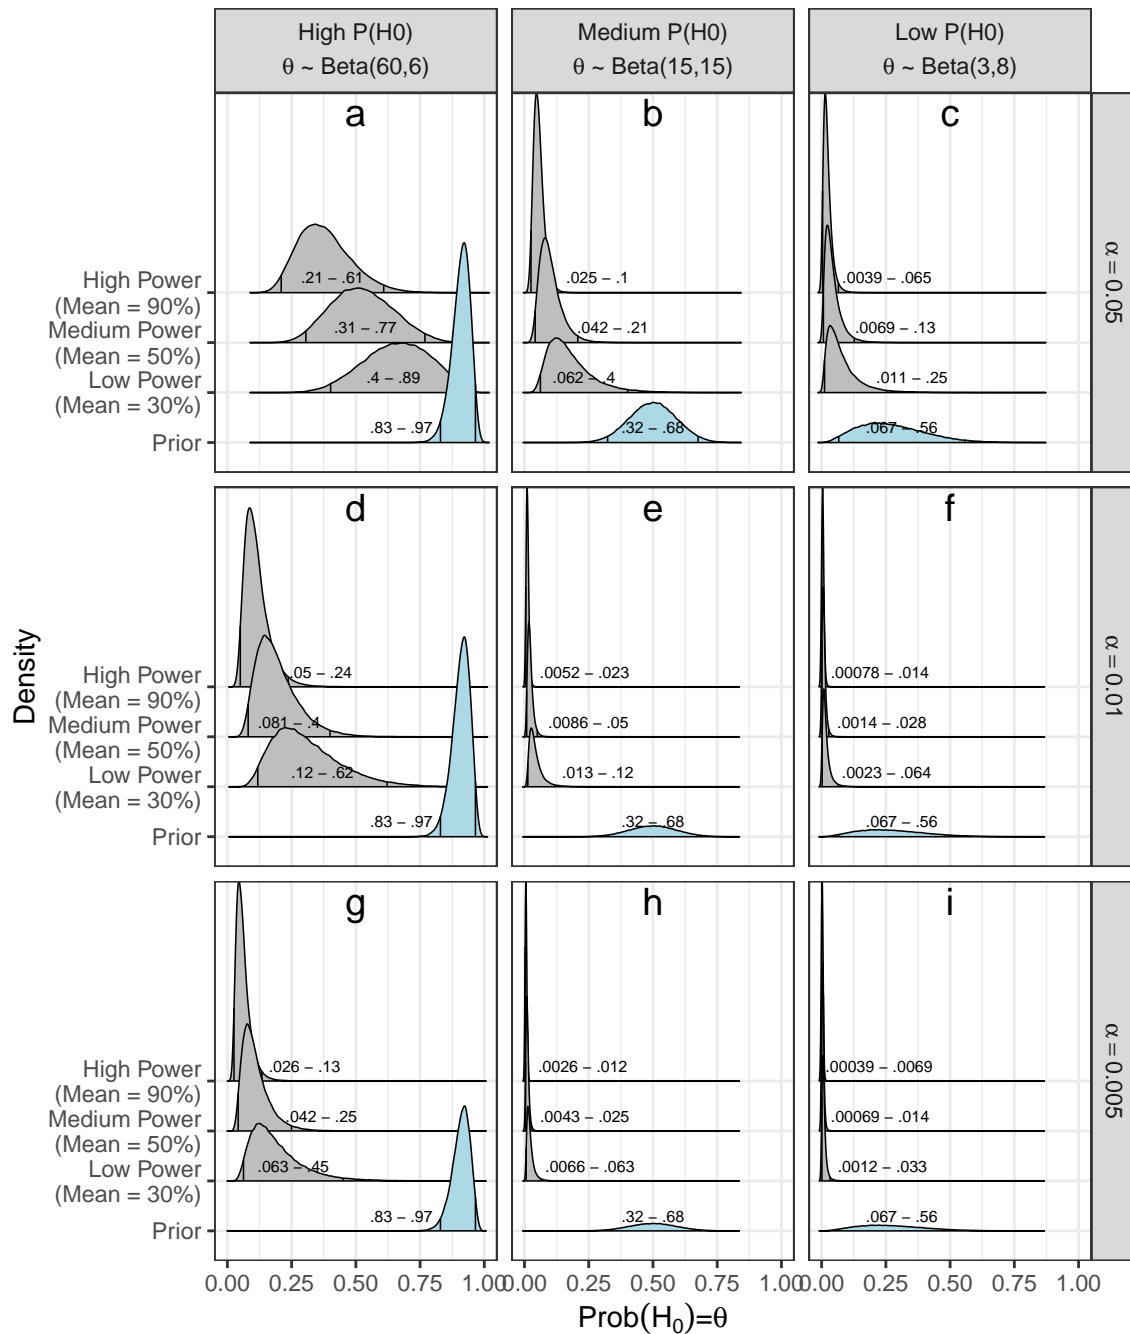 High P(H0)
θ ~ Beta(60,6)
Medium P(H0)
θ ~ Beta(15,15)
Low P(H0)
θ ~ Beta(3,8)
a
b
c
High Power
(Mean = 90%)
Medium Power
(Mean = 50%)
Low Power
(Mean = 30%)
Prior
.21 − .61
.31 − .77
.4 − .89
.83 − .97
.025 − .1
.042 − .21
.062 − .4
.32 − .68
.0039 − .065
.0069 − .13
.011 − .25
.067 − .56
α = 0.05
d
e
f
High Power
(Mean = 90%)
Medium Power
(Mean = 50%)
Low Power
(Mean = 30%)
Prior
.05 − .24
.081 − .4
.12 − .62
.83 − .97
.0052 − .023
.0086 − .05
.013 − .12
.32 − .68
.00078 − .014
.0014 − .028
.0023 − .064
.067 − .56
α = 0.01
g
h
i
High Power
(Mean = 90%)
Medium Power
(Mean = 50%)
Low Power
(Mean = 30%)
Prior
.026 − .13
.042 − .25
.063 − .45
.83 − .97
.0026 − .012
.0043 − .025
.0066 − .063
.32 − .68
.00039 − .0069
.00069 − .014
.0012 − .033
.067 − .56
α = 0.005
Density
0.00 0.25 0.50 0.75 1.00
0.00 0.25 0.50 0.75 1.00
0.00 0.25 0.50 0.75 1.00
Prob(H₀)=θ